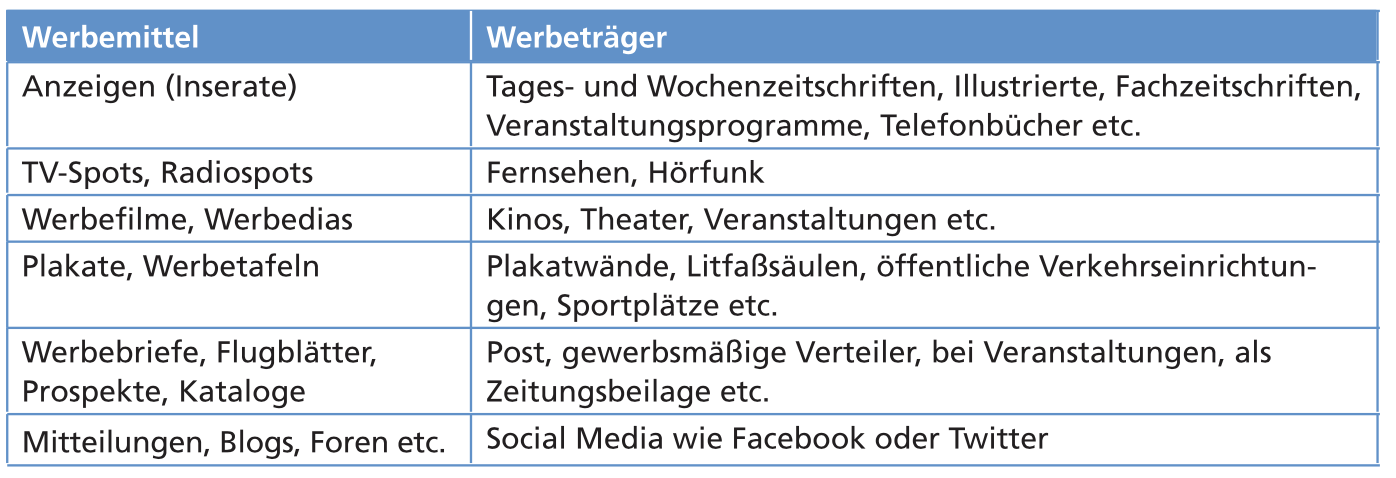 Werbemittel Werbeträger
Anzeigen (Inserate) Tages- und Wochenzeitschriften, Illustrierte, Fachzeitschriften,
Veranstaltungsprogramme, Telefonbücher etc.
TV-Spots, Radiospots Fernsehen, Hörfunk
Werbefilme, Werbedias Kinos, Theater, Veranstaltungen etc.
Plakate, Werbetafeln Plakatwände, Litfaßsäulen, öffentliche Verkehrseinrichtun-
gen, Sportplätze etc.
Werbebriefe, Flugblätter, Post, gewerbsmäßige Verteiler, bei Veranstaltungen, als
Prospekte, Kataloge Zeitungsbeilage etc.
Mitteilungen, Blogs, Foren etc. Social Media wie Facebook oder Twitter